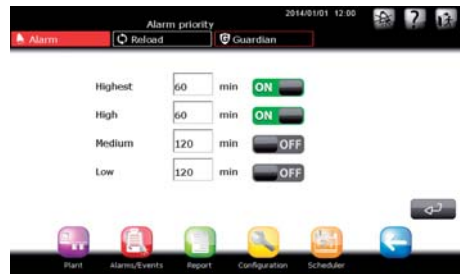 2014/01/01 12:00
Alarm priority
Alarm
Reload
Guardian
?
Highest 60 min ON
High 60 min ON
Medium 120 min OFF
Low 120 min OFF
Plant Alarms/Events Report Configuration Scheduler